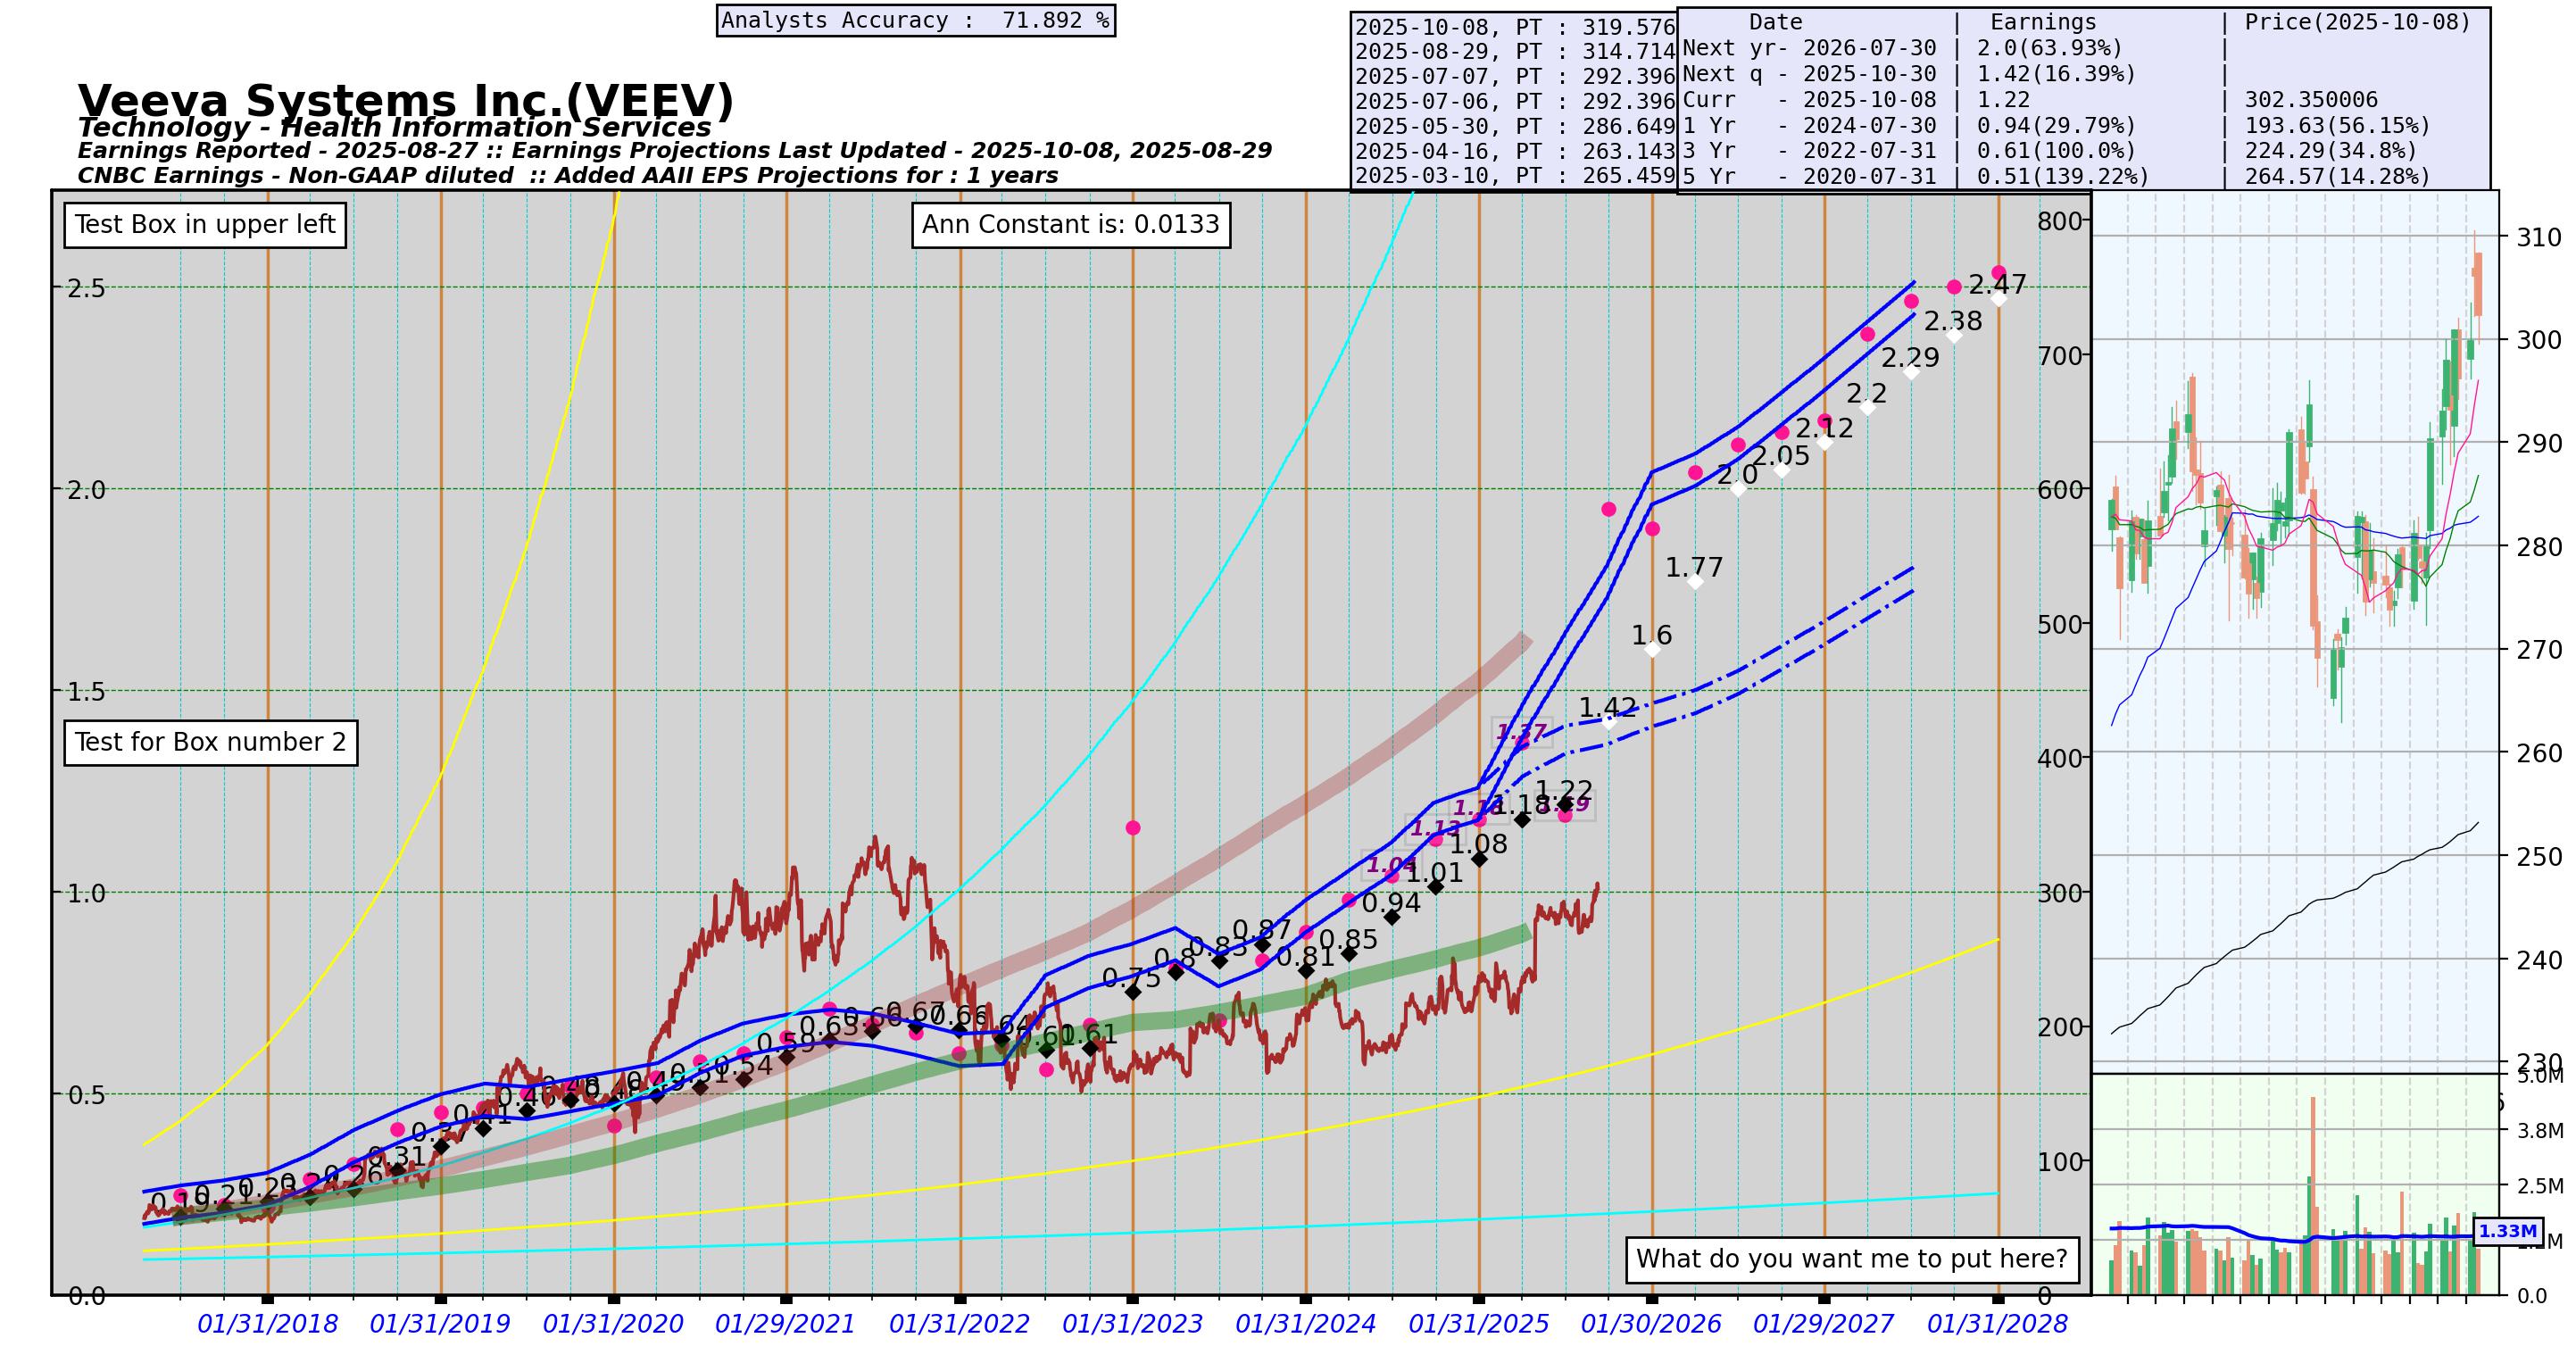 Analysts Accuracy :  71.892 %
2025-10-08, PT : 319.576
2025-08-29, PT : 314.714
2025-07-07, PT : 292.396
2025-07-06, PT : 292.396
2025-05-30, PT : 286.649
2025-04-16, PT : 263.143
2025-03-10, PT : 265.459
Date | Earnings | Price(2025-10-08)
Next yr- 2026-07-30 | 2.0(63.93%) |
Next q - 2025-10-30 | 1.42(16.39%) |
Curr - 2025-10-08 | 1.22 | 302.350006
1 Yr - 2024-07-30 | 0.94(29.79%) | 193.63(56.15%)
3 Yr - 2022-07-31 | 0.61(100.0%) | 224.29(34.8%)
5 Yr - 2020-07-31 | 0.51(139.22%) | 264.57(14.28%)
Veeva Systems Inc.(VEEV)
Technology - Health Information Services
Earnings Reported - 2025-08-27 :: Earnings Projections Last Updated - 2025-10-08, 2025-08-29
CNBC Earnings - Non-GAAP diluted :: Added AAII EPS Projections for : 1 years
Test Box in upper left
Ann Constant is: 0.0133
Test for Box number 2
What do you want me to put here?
2.5
2.0
1.5
1.0
0.5
0.0
0.31
0.54
0.59
0.63
0.67
0.66
0.61
0.75
0.8
0.83
0.87
0.81
0.85
0.94
1.01
1.08
1.18
1.22
1.04
1.13
1.37
1.42
1.6
1.77
2.0
2.05
2.12
2.2
2.29
2.38
2.47
800
700
600
500
400
300
200
100
0
310
300
290
280
270
260
250
240
230
5.0M
3.8M
2.5M
1.33M
0.0
01/31/2018
01/31/2019
01/31/2020
01/29/2021
01/31/2022
01/31/2023
01/31/2024
01/31/2025
01/30/2026
01/29/2027
01/31/2028